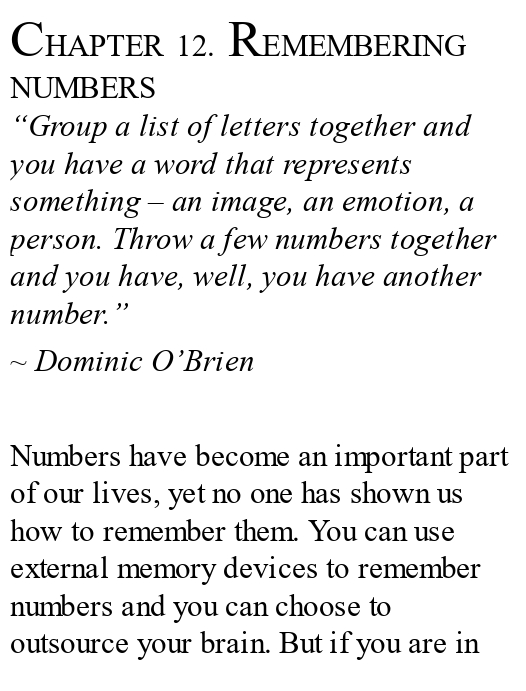 CHAPTER 12. REMEMBERING
NUMBERS
“Group a list of letters together and
you have a word that represents
something – an image, an emotion, a
person. Throw a few numbers together
and you have, well, you have another
number.”
~ Dominic O’Brien
Numbers have become an important part
of our lives, yet no one has shown us
how to remember them. You can use
external memory devices to remember
numbers and you can choose to
outsource your brain. But if you are in